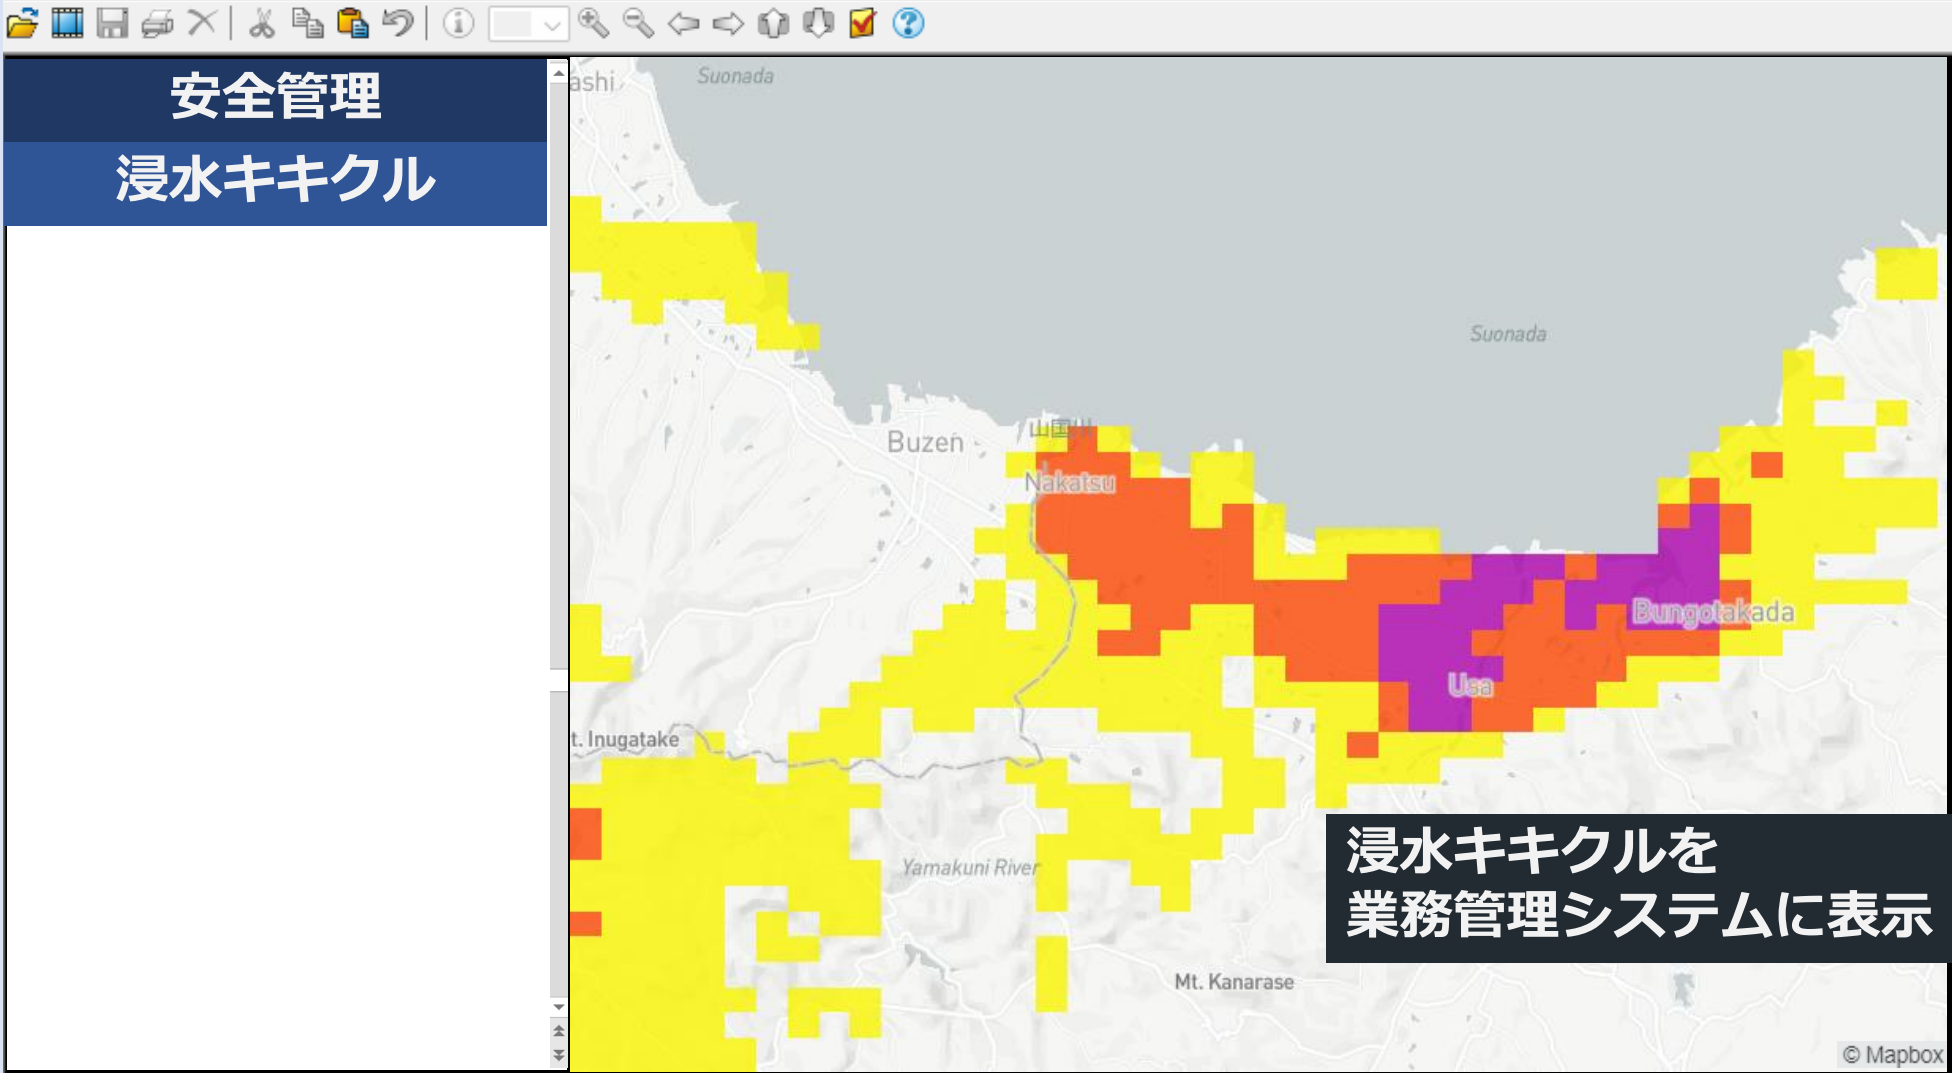 安全管理
浸水キキクル
ashi
Suonada
Suonada
Buzen
山国川
Nakatsu
Bungotakada
Usa
t. Inugatake
Yamakuni River
浸水キキクルを
業務管理システムに表示
Mt. Kanarase
© Mapbox